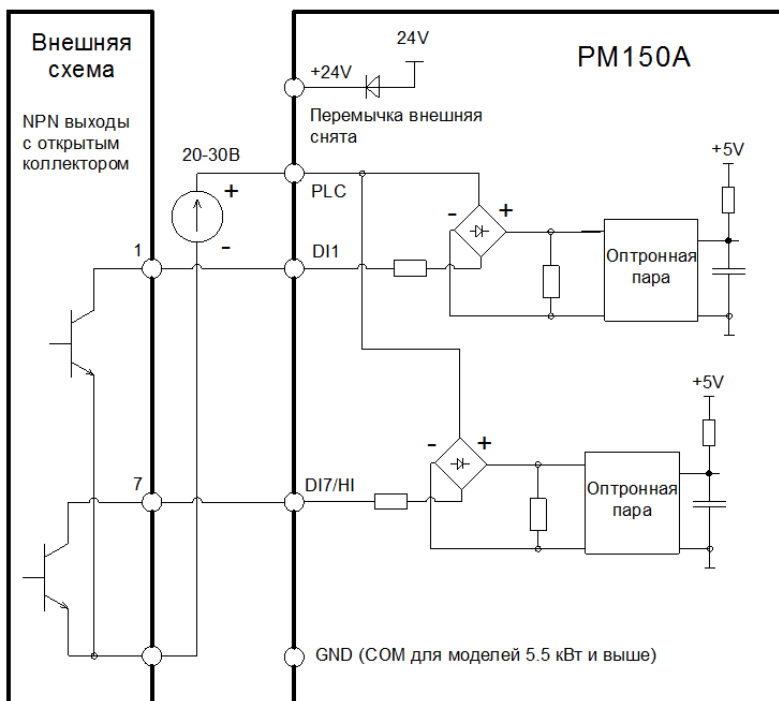 Внешняя
схема
NPN выходы
с открытым
коллектором
20-30В
+
-
1
7
PM150A
24V
+24V
Перемычка внешняя
снята
PLC
DI1
-
+
+5V
Оптронная
пара
-
+
+5V
DI7/HI
Оптронная
пара
GND (COM для моделей 5.5 кВт и выше)